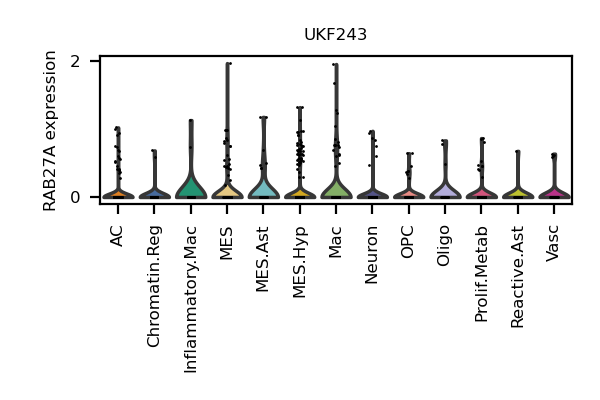 UKF243
RAB27A expression
2
0
AC
Chromatin.Reg
Inflammatory.Mac
MES
MES.Ast
MES.Hyp
Mac
Neuron
OPC
Oligo
Prolif.Metab
Reactive.Ast
Vasc